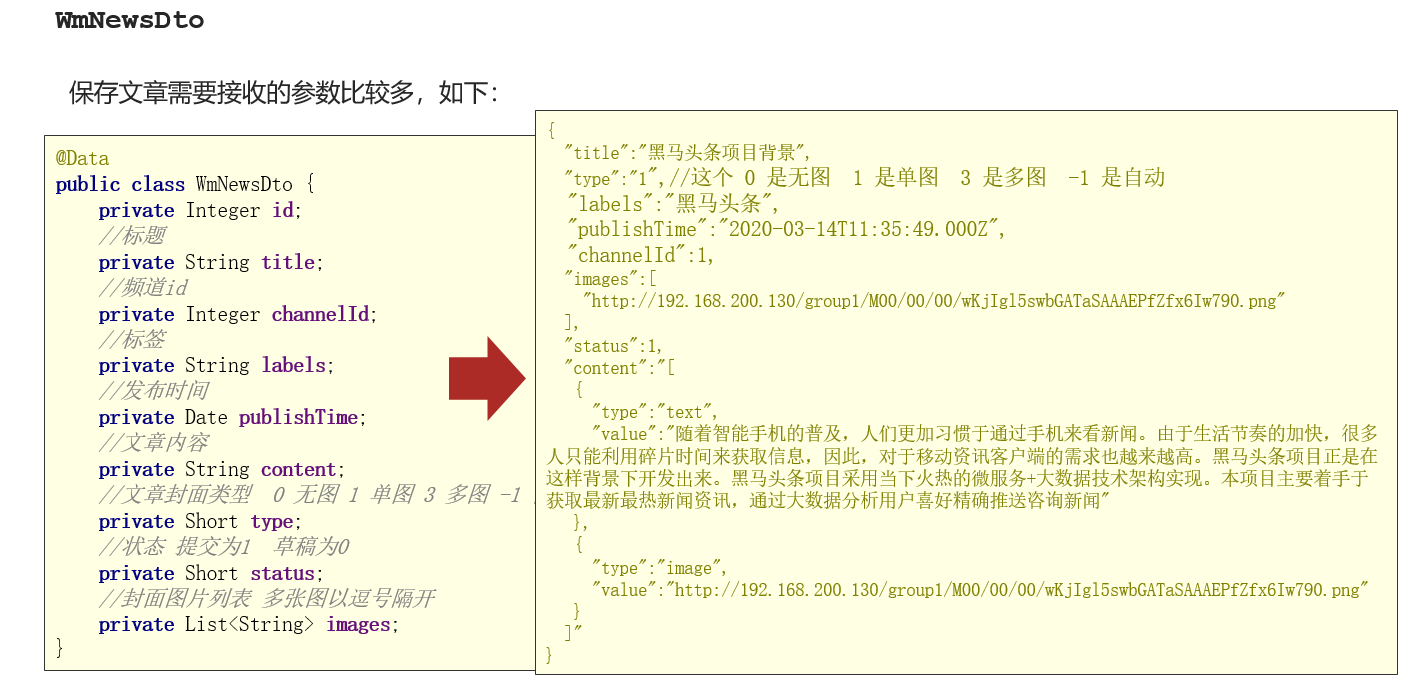 WmNewsDto
保存文章需要接收的参数比较多，如下：
@Data
public class WmNewsDto {
    private Integer id;
    //标题
    private String title;
    //频道id
    private Integer channelId;
    //标签
    private String labels;
    //发布时间
    private Date publishTime;
    //文章内容
    private String content;
    //文章封面类型  0 无图 1 单图 3 多图 -1
    private Short type;
    //状态 提交为1  草稿为0
    private Short status;
    //封面图片列表 多张图以逗号隔开
    private List<String> images;
}
{
  "title":"黑马头条项目背景",
  "type":"1",//这个 0 是无图  1 是单图  3 是多图  -1 是自动
  "labels":"黑马头条",
  "publishTime":"2020-03-14T11:35:49.000Z",
  "channelId":1,
  "images":[
    "http://192.168.200.130/group1/M00/00/00/wKjIgl5swbGATaSAAAEPfZfx6Iw790.png"
  ],
  "status":1,
  "content":"[
   {
     "type":"text",
     "value":"随着智能手机的普及，人们更加习惯于通过手机来看新闻。由于生活节奏的加快，很多
人只能利用碎片时间来获取信息，因此，对于移动资讯客户端的需求也越来越高。黑马头条项目正是在
这样背景下开发出来。黑马头条项目采用当下火热的微服务+大数据技术架构实现。本项目主要着手于
获取最新最热新闻资讯，通过大数据分析用户喜好精确推送咨询新闻"
   },
   {
     "type":"image",
     "value":"http://192.168.200.130/group1/M00/00/00/wKjIgl5swbGATaSAAAEPfZfx6Iw790.png"
   }
  ]"
}